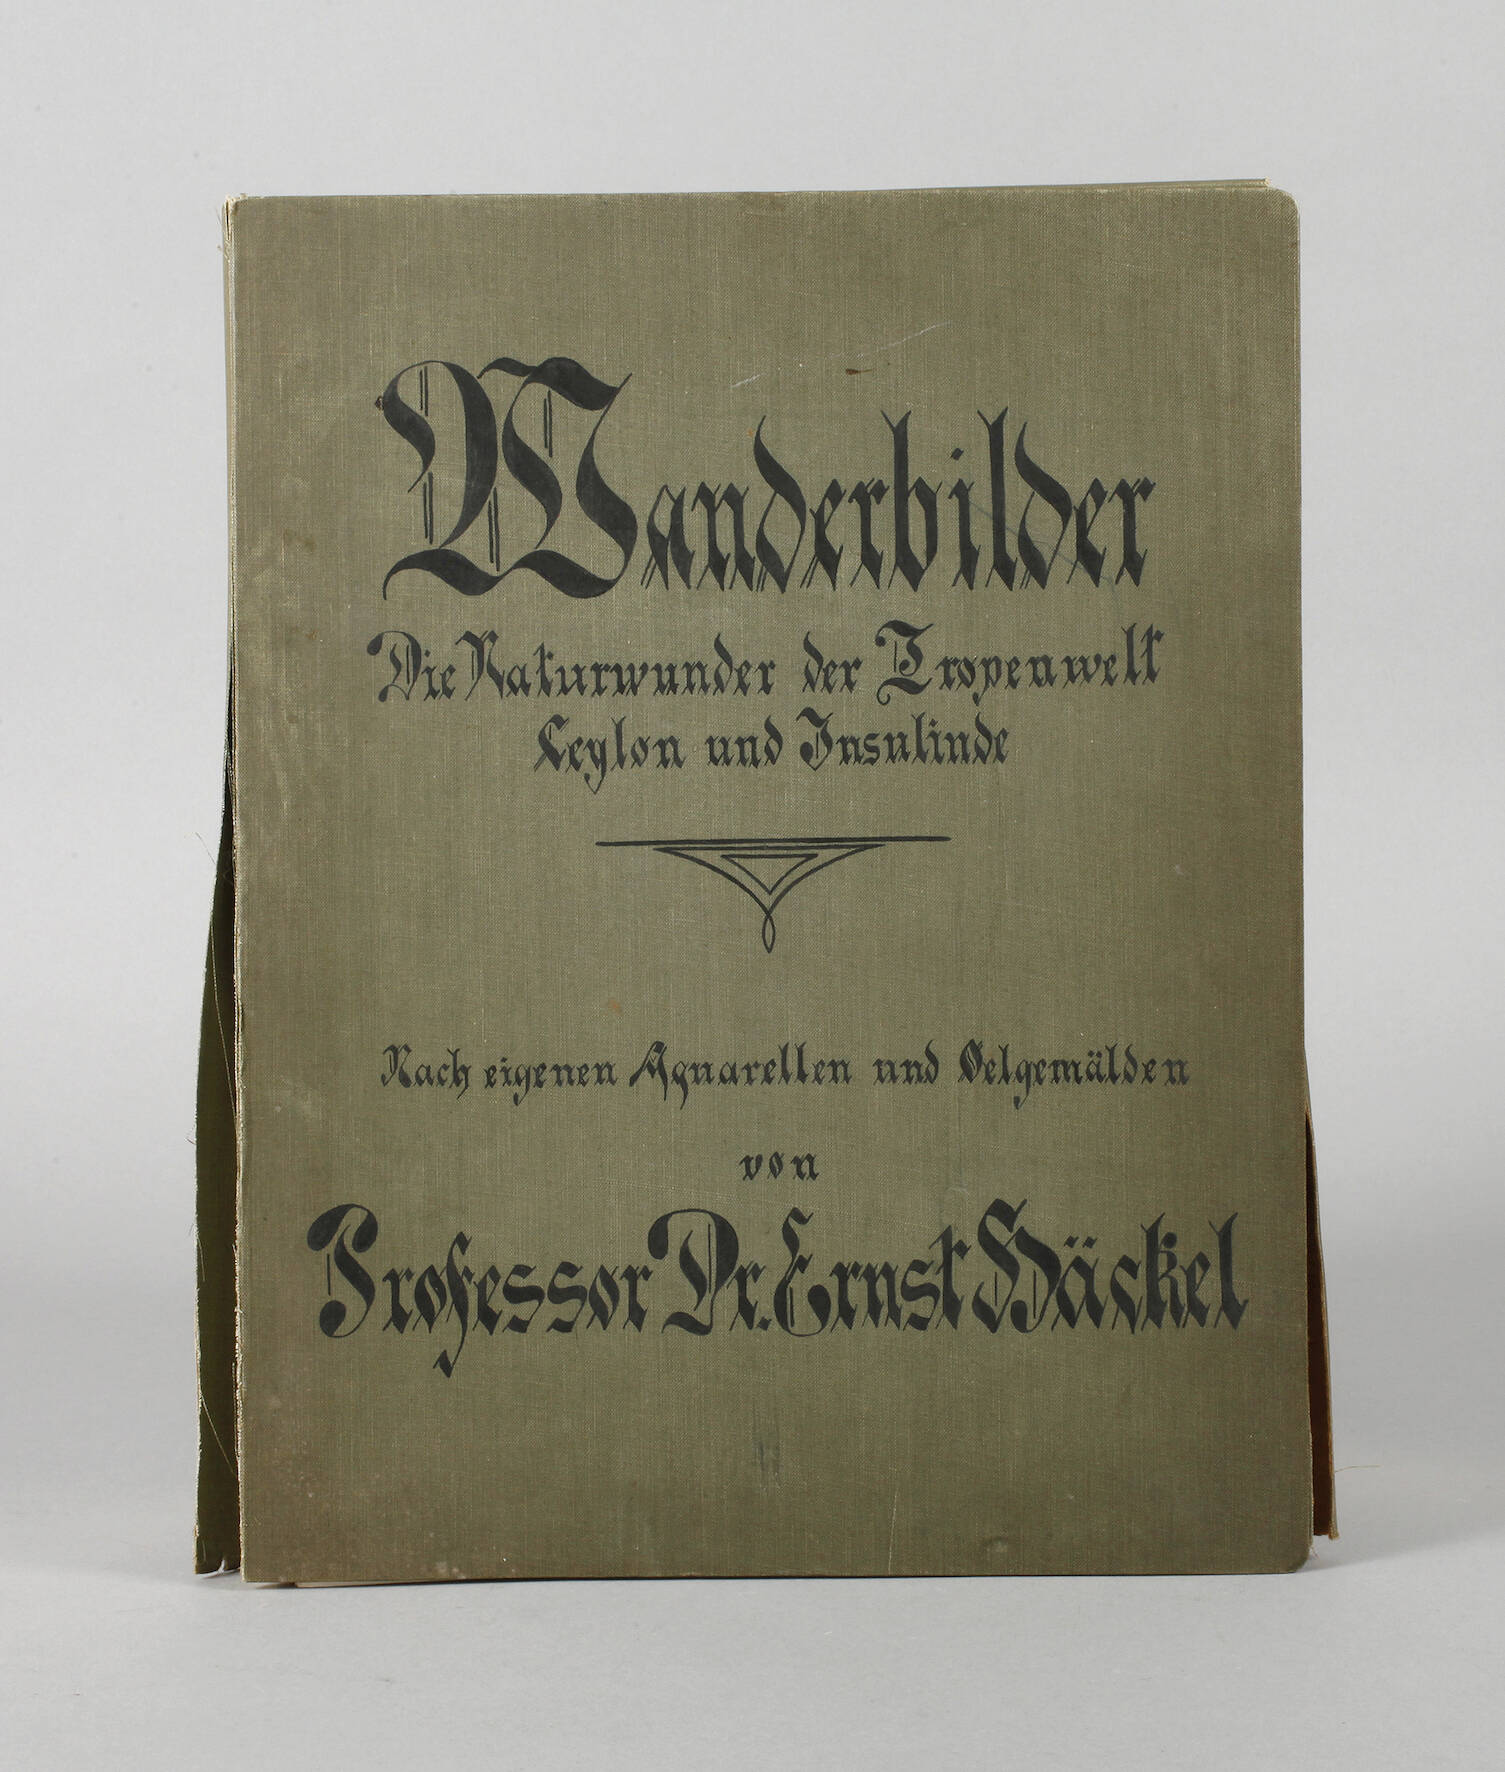 Wanderbilder
Die Naturwunder der Tropenwelt
Ceylon und Insulinde
Nach eigenen Aquarellen und Oelgemälden
von
Professor Dr. Ernst Häckel